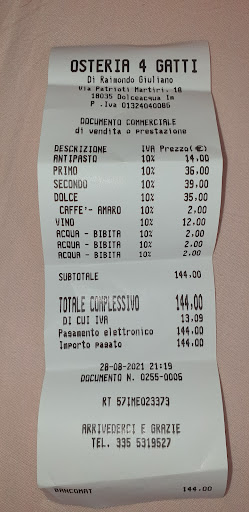 OSTERIA 4 GATTI
Di Raimondo Giuliano
Via Patrioti Martiri, 18
18035 Dolceacqua Im
P .Iva 01324040086
DOCUMENTO COMMERCIALE
di vendita o prestazione
DESCRIZIONE IVA Prezzo(€)
ANTIPASTO 10% 14.00
PRIMO 10% 36.00
SECONDO 10% 39.00
DOLCE 10% 35.00
CAFFE'- AMARO 10% 2.00
VINO 10% 12.00
ACQUA - BIBITA 10% 2.00
ACQUA - BIBITA 10% 2.00
ACQUA - BIBITA 10% 2.00
SUBTOTALE 144.00
TOTALE COMPLESSIVO 144.00
DI CUI IVA 13.09
Pagamento elettronico 144.00
Importo pagato 144.00
28-08-2021 21:19
DOCUMENTO N. 0255-0006
RT 57IME023373
ARRIVEDERCI E GRAZIE
TEL. 335 5319527
BANCOMAT 144.00